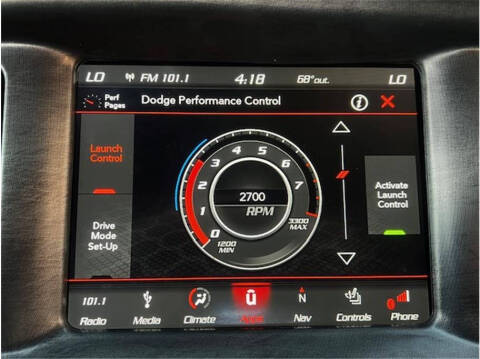 LO FM 101.1 4:18 68° out. LO
Perf Pages Dodge Performance Control
Launch Control
Drive Mode Set-Up
0 1 2 3 4 5 6 7
2700
RPM
1200 MIN
3300 MAX
Activate Launch Control
101.1 N
Radio Media Climate Apps Nav Controls Phone